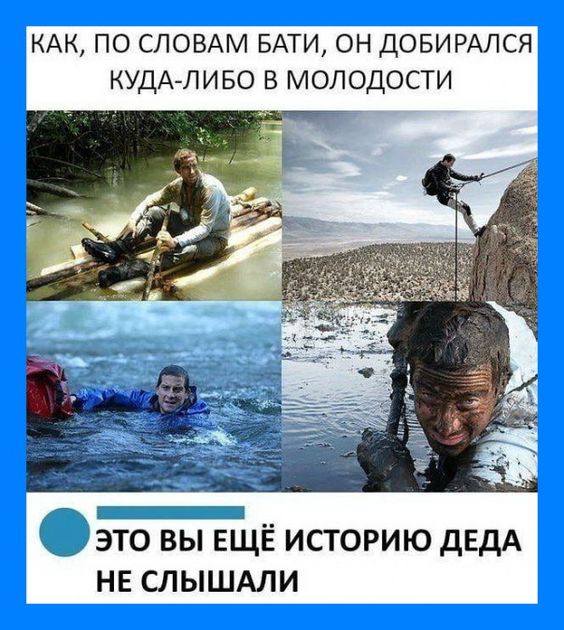 КАК, ПО СЛОВАМ БАТИ, ОН ДОБИРАЛСЯ
КУДА-ЛИБО В МОЛОДОСТИ
ЭТО ВЫ ЕЩЁ ИСТОРИЮ ДЕДА
НЕ СЛЫШАЛИ